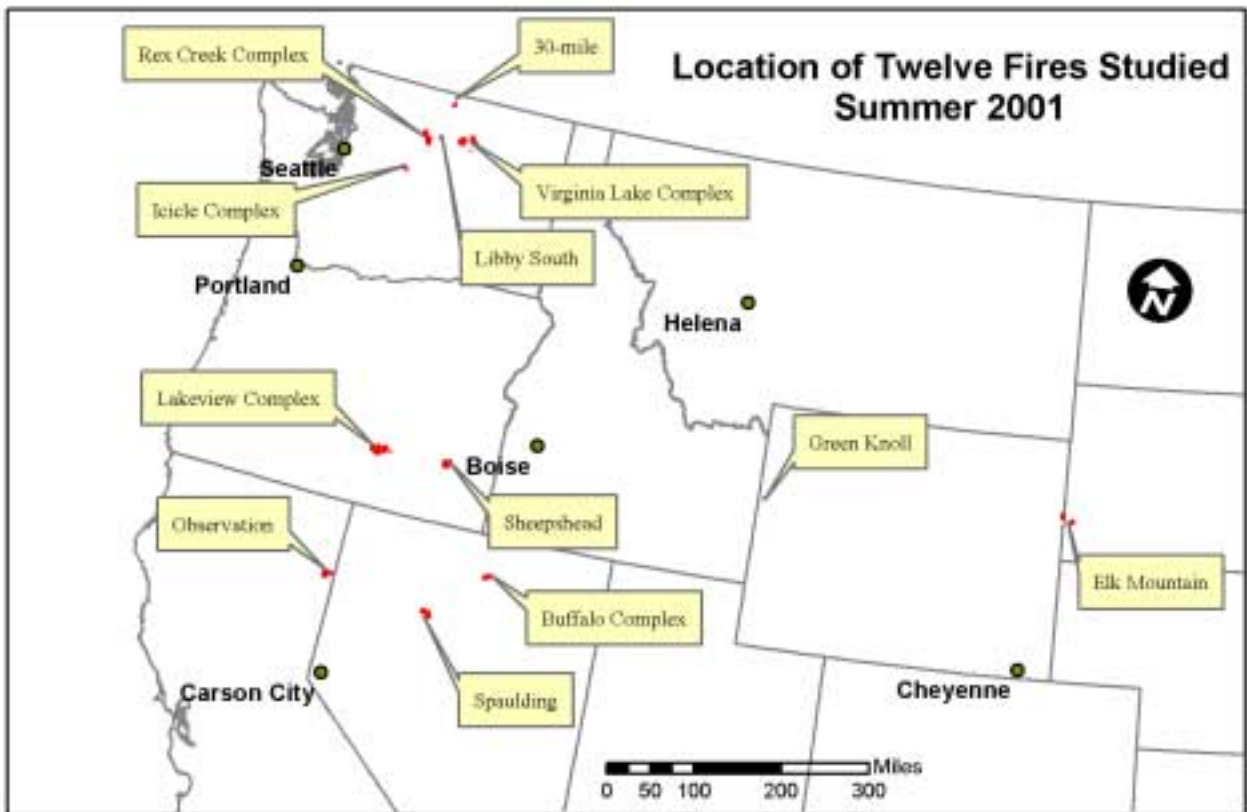 Location of Twelve Fires Studied
Summer 2001
Rex Creek Complex
30-mile
Seattle
Virginia Lake Complex
Icicle Complex
Libby South
Portland
Helena
N
Lakeview Complex
Boise
Green Knoll
Observation
Sheepshead
Elk Mountain
Buffalo Complex
Carson City
Spaulding
Cheyenne
Miles
0 50 100 200 300